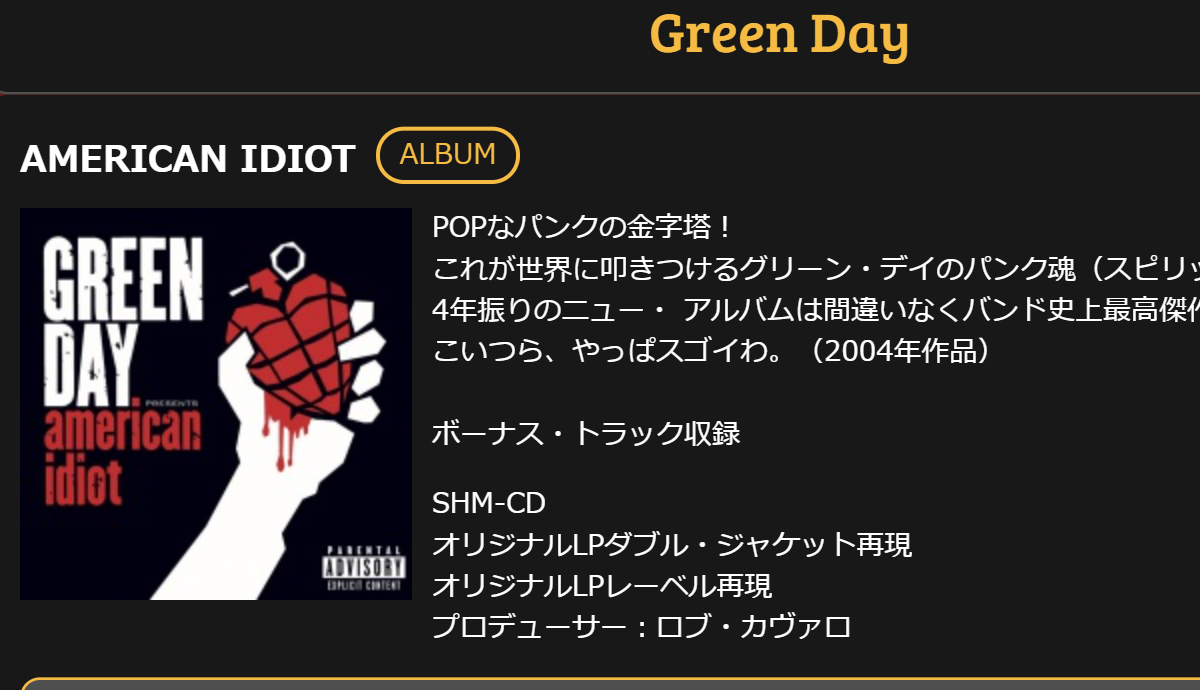 Green Day
AMERICAN IDIOT
ALBUM
GREEN
DAY
PRESENTS
american
idiot
PARENTAL
ADVISORY
EXPLICIT CONTENT
POPなパンクの金字塔！
これが世界に叩きつけるグリーン・デイのパンク魂（スピリッ
4年振りのニュー・ アルバムは間違いなくバンド史上最高傑作
こいつら、やっぱスゴイわ。（2004年作品）
ボーナス・トラック収録
SHM-CD
オリジナルLPダブル・ジャケット再現
オリジナルLPレーベル再現
プロデューサー：ロブ・カヴァロ